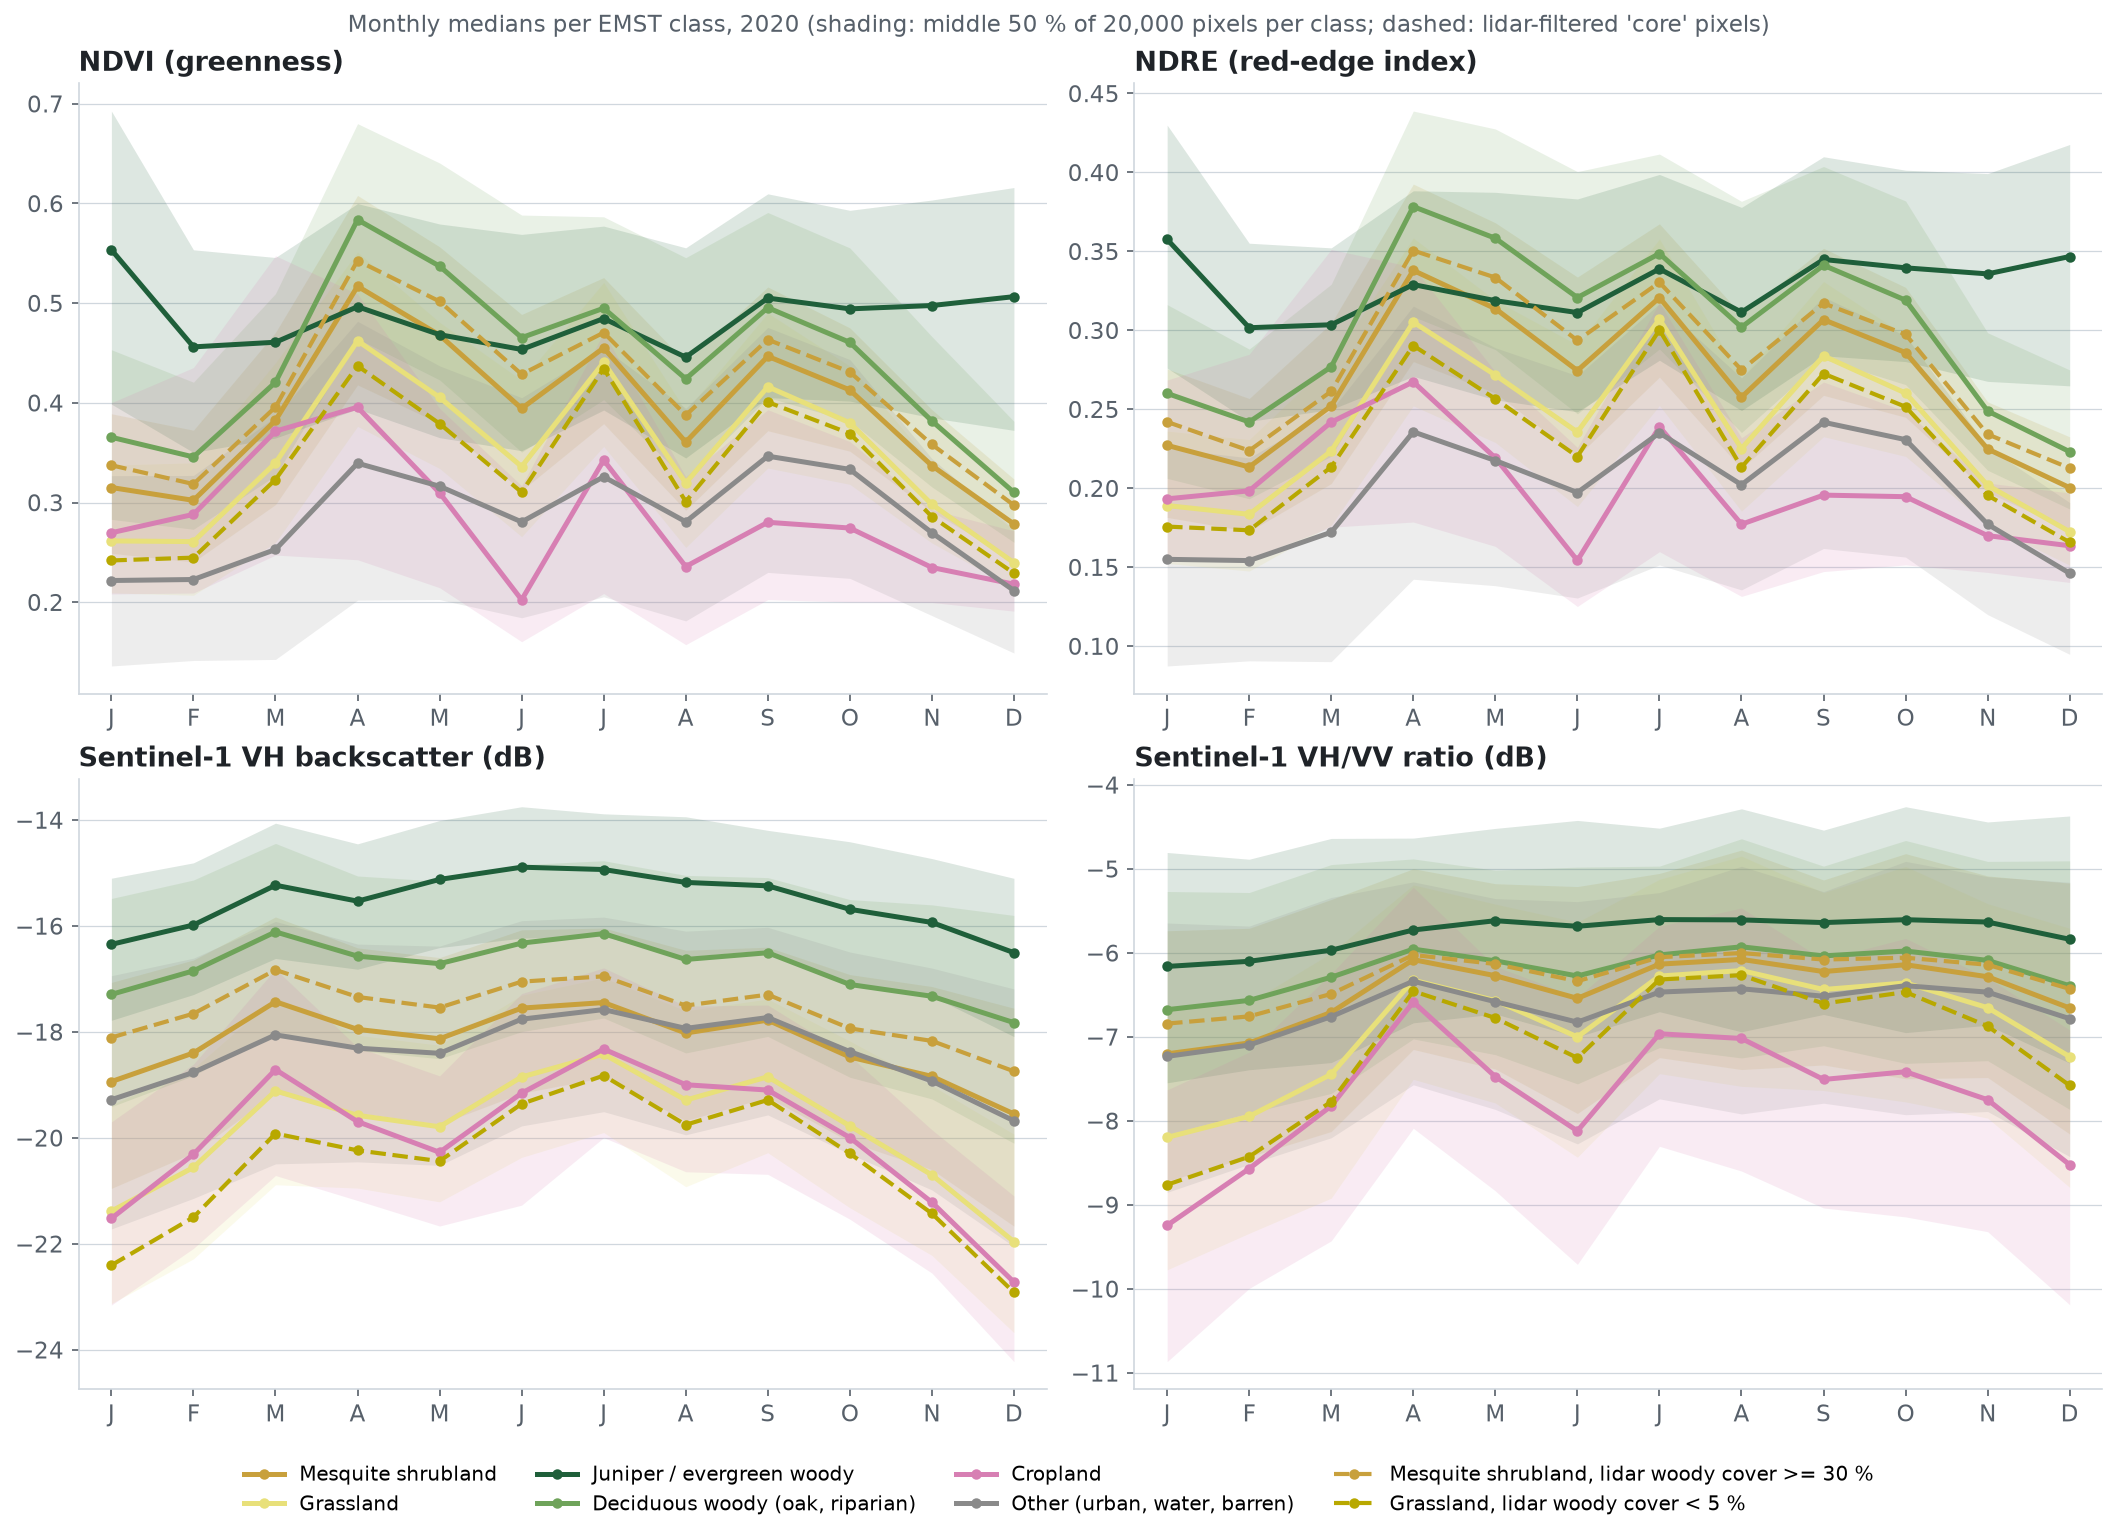 Monthly medians per EMST class, 2020 (shading: middle 50 % of 20,000 pixels per class; dashed: lidar-filtered 'core' pixels)
NDVI (greenness)
0.7
0.6
0.5
0.4
0.3
0.2
J F M A M J J A S O N D
NDRE (red-edge index)
0.45
0.40
0.35
0.30
0.25
0.20
0.15
0.10
J F M A M J J A S O N D
Sentinel-1 VH backscatter (dB)
−14
−16
−18
−20
−22
−24
J F M A M J J A S O N D
Sentinel-1 VH/VV ratio (dB)
−4
−5
−6
−7
−8
−9
−10
−11
J F M A M J J A S O N D
Mesquite shrubland
Grassland
Juniper / evergreen woody
Deciduous woody (oak, riparian)
Cropland
Other (urban, water, barren)
Mesquite shrubland, lidar woody cover >= 30 %
Grassland, lidar woody cover < 5 %